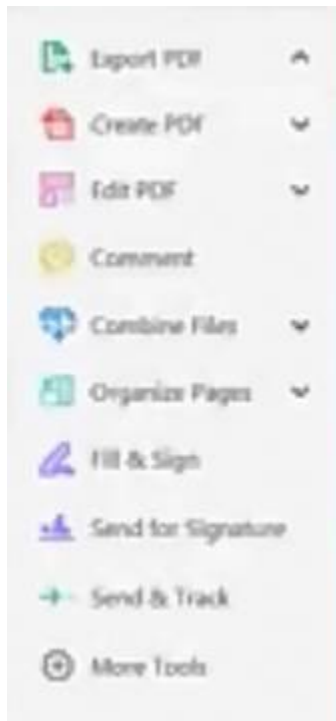 Export PDF
Create PDF
Edit PDF
Comment
Combine Files
Organize Pages
Fill & Sign
Send for Signature
Send & Track
More Tools